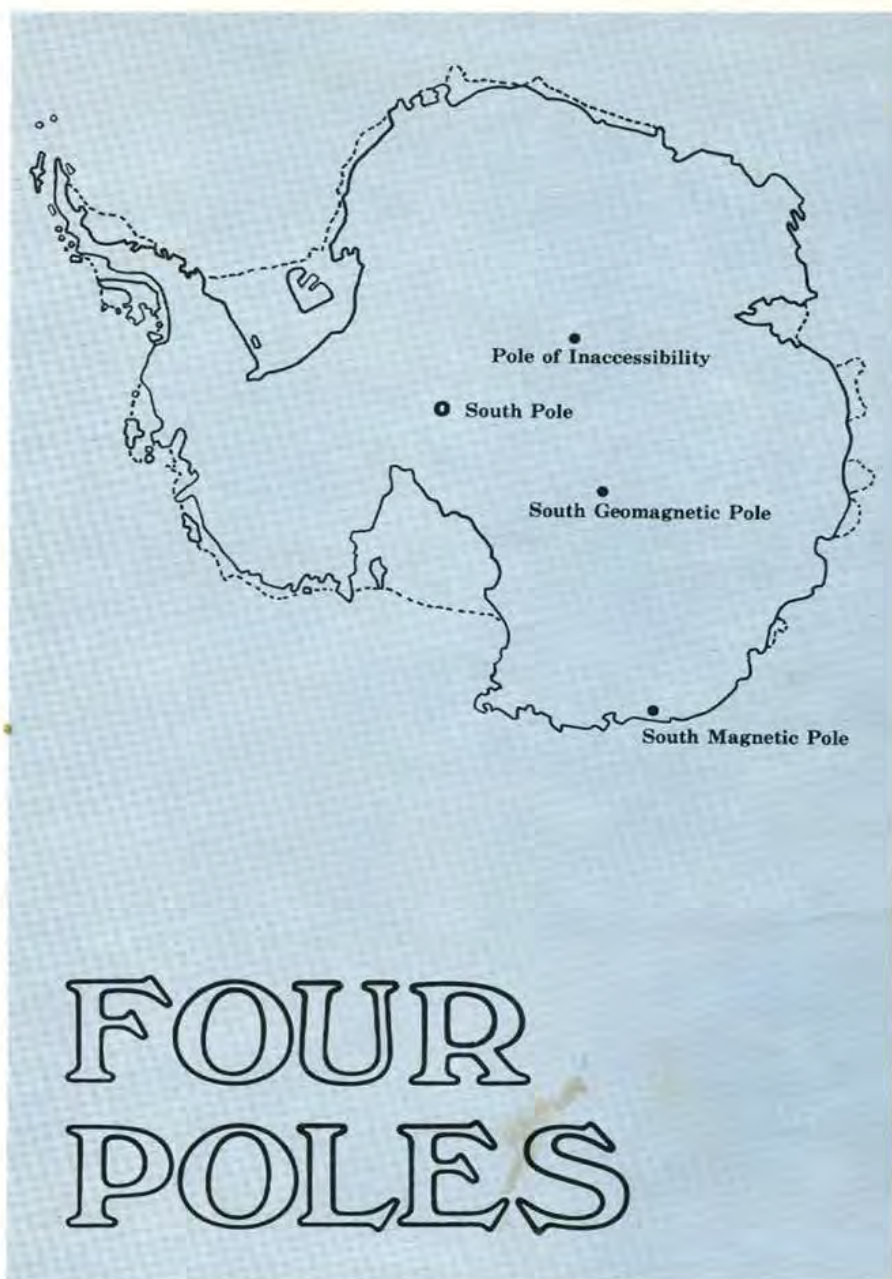 Pole of Inaccessibility
South Pole
South Geomagnetic Pole
South Magnetic Pole
FOUR
POLES